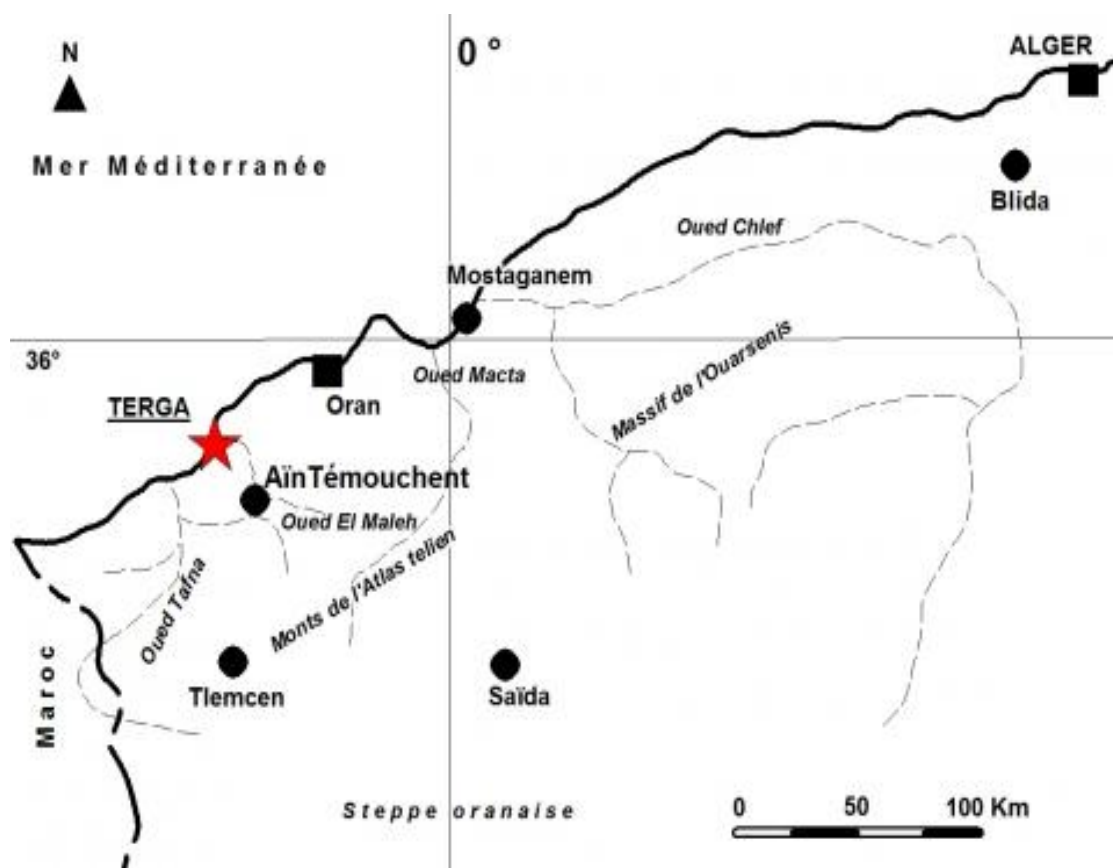 N
0 °
ALGER
Mer Méditerranée
Blida
Oued Chlef
Mostaganem
36°
Oued Macta
Massif de l'Ouarsenis
TERGA
Oran
AïnTémouchent
Oued El Maleh
Monts de l'Atlas telien
Oued Tafna
Maroc
Tlemcen
Saïda
Steppe oranaise
0 50 100 Km